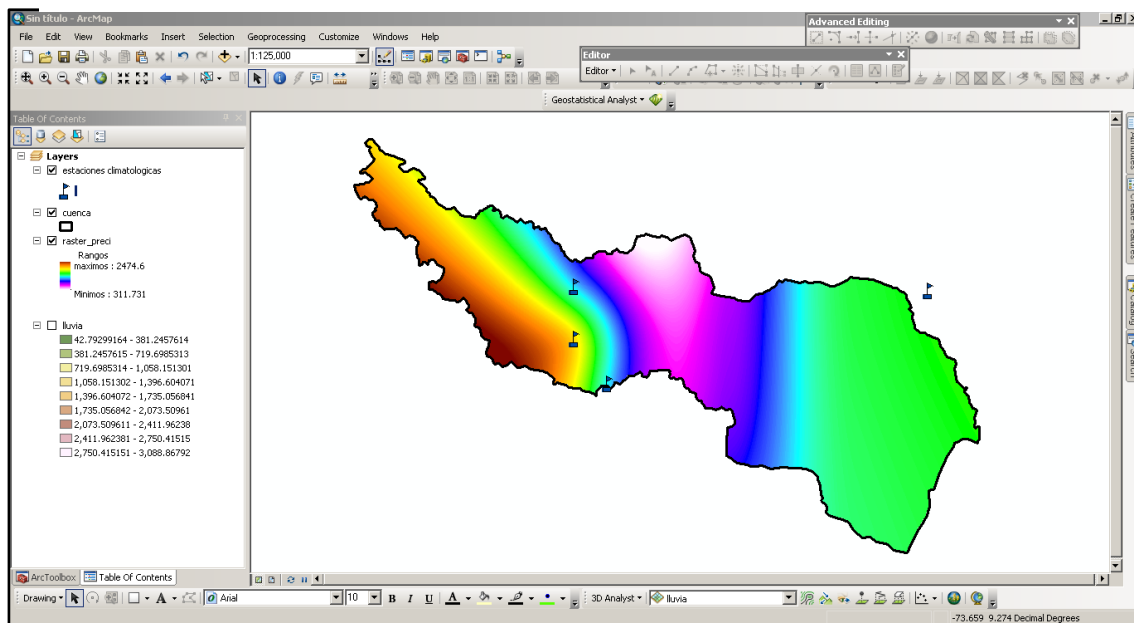 Sin título - ArcMap
Advanced Editing
File Edit View Bookmarks Insert Selection Geoprocessing Customize Windows Help
1:125,000
Editor
Editor
Geostatistical Analyst
Table Of Contents
Layers
estaciones climatologicas
cuenca
raster_preci
Rangos
maximos : 2474.6
Minimos : 311.731
lluvia
42.79299164 - 381.2457614
381.2457615 - 719.6985313
719.6985314 - 1,058.151301
1,058.151302 - 1,396.604071
1,396.604072 - 1,735.056841
1,735.056842 - 2,073.50961
2,073.509611 - 2,411.96238
2,411.962381 - 2,750.41515
2,750.415151 - 3,088.86792
Attributes
Create Features
Catalog
Search
ArcToolbox Table Of Contents
Drawing A Arial 10 B I U A 3D Analyst lluvia
-73.659 9.274 Decimal Degrees